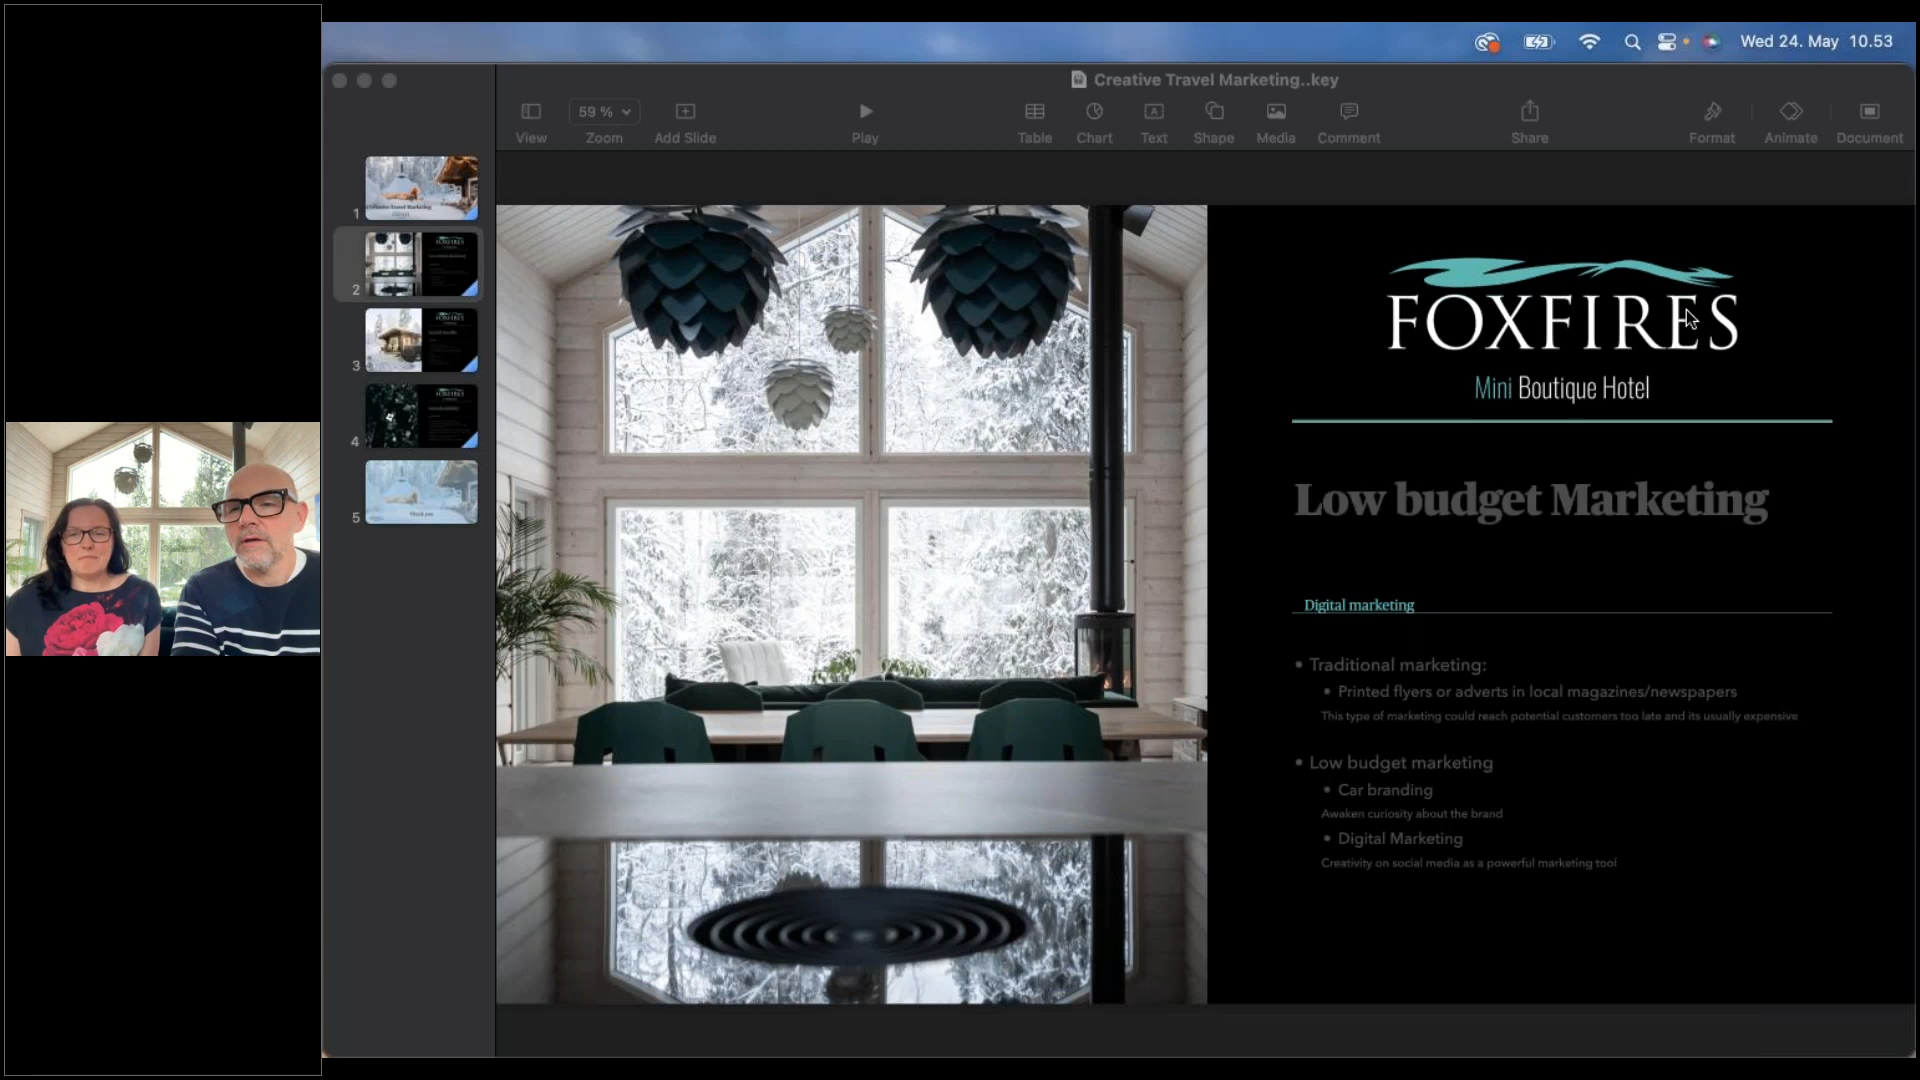 Wed 24. May 10.53
Creative Travel Marketing..key
59 %
View Zoom Add Slide Play Table Chart Text Shape Media Comment Share Format Animate Document
1
2
3
4
5
Thank you
FOXFIRES
Mini Boutique Hotel
Low budget Marketing
Digital marketing
• Traditional marketing:
• Printed flyers or adverts in local magazines/newspapers
This type of marketing could reach potential customers too late and its usually expensive
• Low budget marketing
• Car branding
Awaken curiosity about the brand
• Digital Marketing
Creativity on social media as a powerful marketing tool